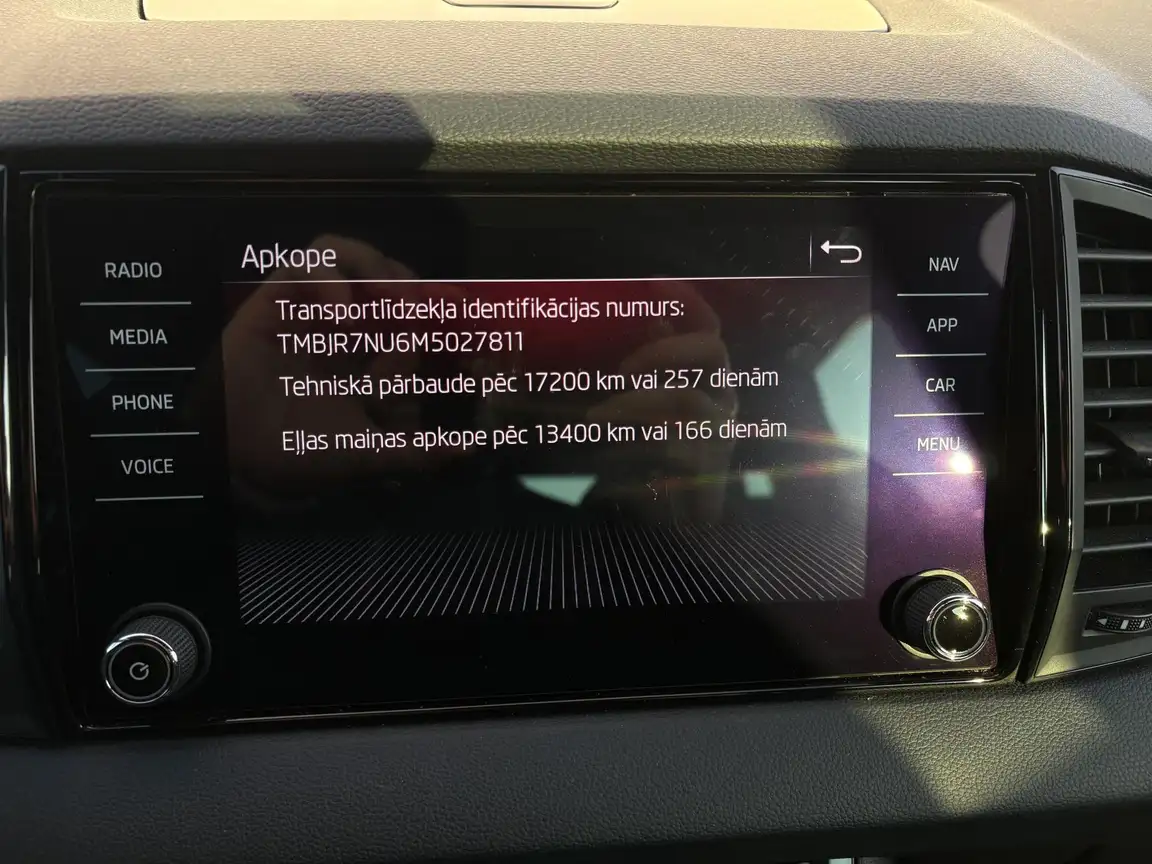 RADIO
MEDIA
PHONE
VOICE
Apkope
Transportlīdzekļa identifikācijas numurs:
TMBJR7NU6M5027811
Tehniskā pārbaude pēc 17200 km vai 257 dienām
Eļļas maiņas apkope pēc 13400 km vai 166 dienām
NAV
APP
CAR
MENU